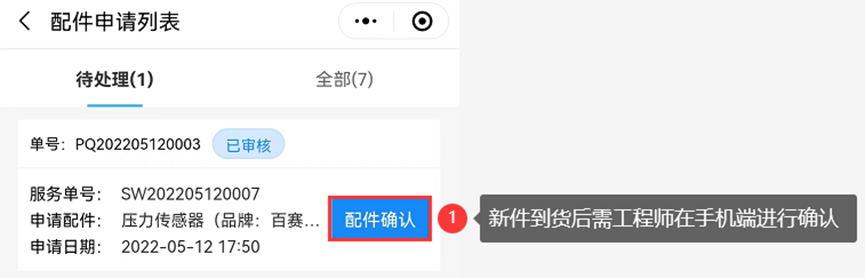 配件申请列表
待处理(1)
全部(7)
单号：PQ202205120003 已审核
服务单号： SW202205120007
申请配件： 压力传感器（品牌：百赛...
申请日期： 2022-05-12 17:50
配件确认
1
新件到货后需工程师在手机端进行确认